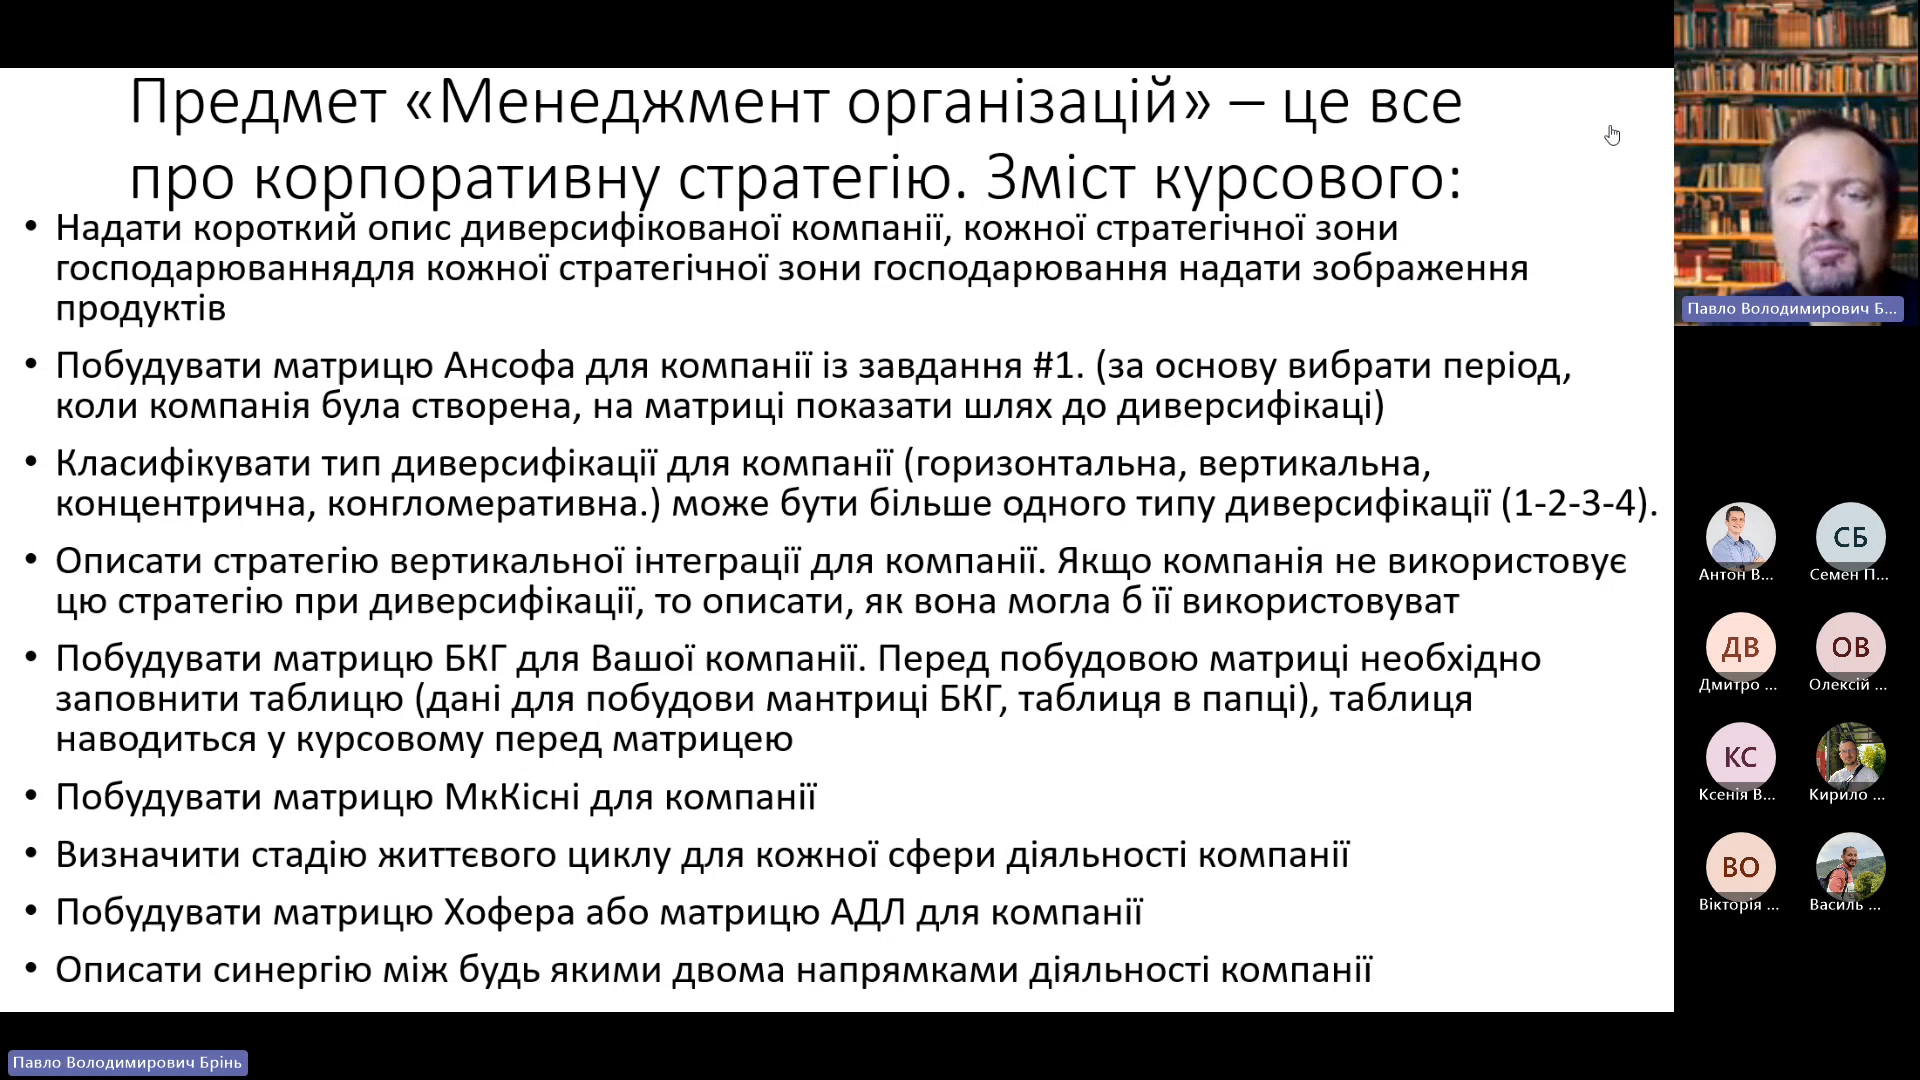 Предмет «Менеджмент організацій» – це все
про корпоративну стратегію. Зміст курсового:
• Надати короткий опис диверсифікованої компанії, кожної стратегічної зони
господарюваннядля кожної стратегічної зони господарювання надати зображення
продуктів
• Побудувати матрицю Ансофа для компанії із завдання #1. (за основу вибрати період,
коли компанія була створена, на матриці показати шлях до диверсифікаці)
• Класифікувати тип диверсифікації для компанії (горизонтальна, вертикальна,
концентрична, конгломеративна.) може бути більше одного типу диверсифікації (1-2-3-4).
• Описати стратегію вертикальної інтеграції для компанії. Якщо компанія не використовує
цю стратегію при диверсифікації, то описати, як вона могла б її використовуват
• Побудувати матрицю БКГ для Вашої компанії. Перед побудовою матриці необхідно
заповнити таблицю (дані для побудови мантриці БКГ, таблиця в папці), таблиця
наводиться у курсовому перед матрицею
• Побудувати матрицю МкКісні для компанії
• Визначити стадію життєвого циклу для кожної сфери діяльності компанії
• Побудувати матрицю Хофера або матрицю АДЛ для компанії
• Описати синергію між будь якими двома напрямками діяльності компанії
Павло Володимирович Б...
Антон В...
СБ
Семен П...
ДВ
Дмитро ...
ОВ
Олексій ...
КС
Ксенія В...
Кирило ...
ВО
Вікторія ...
Василь ...
Павло Володимирович Брінь